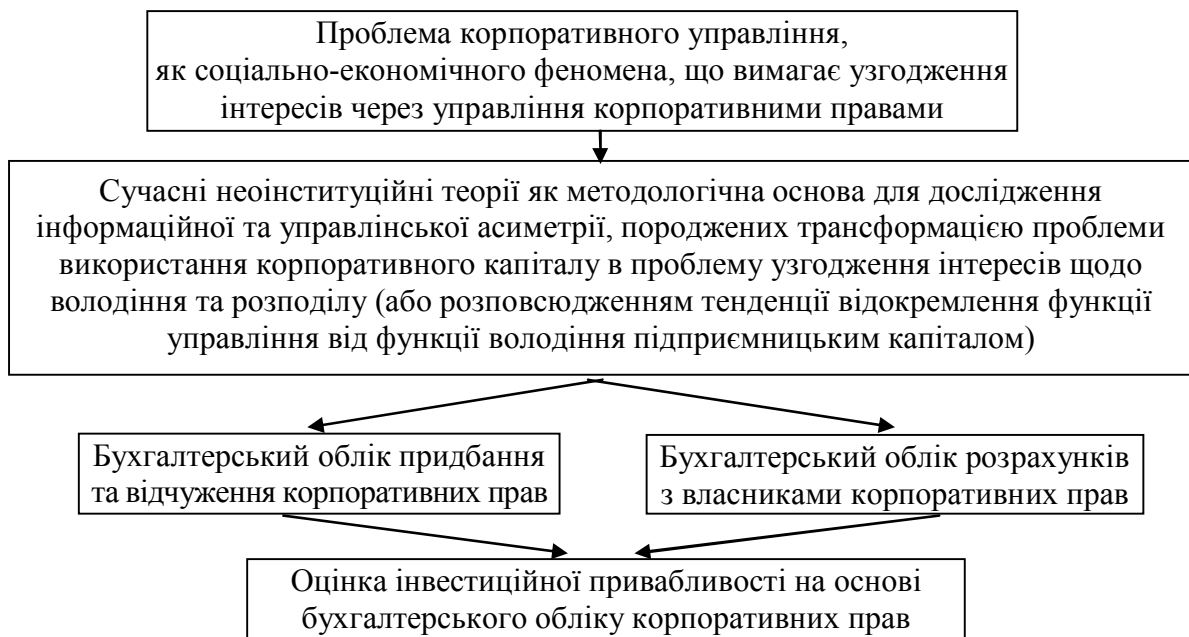 Проблема корпоративного управління,
як соціально-економічного феномена, що вимагає узгодження
інтересів через управління корпоративними правами
Сучасні неоінституційні теорії як методологічна основа для дослідження
інформаційної та управлінської асиметрії, породжених трансформацією проблеми
використання корпоративного капіталу в проблему узгодження інтересів щодо
володіння та розподілу (або розповсюдженням тенденції відокремлення функції
управління від функції володіння підприємницьким капіталом)
Бухгалтерський облік придбання
та відчуження корпоративних прав
Бухгалтерський облік розрахунків
з власниками корпоративних прав
Оцінка інвестиційної привабливості на основі
бухгалтерського обліку корпоративних прав